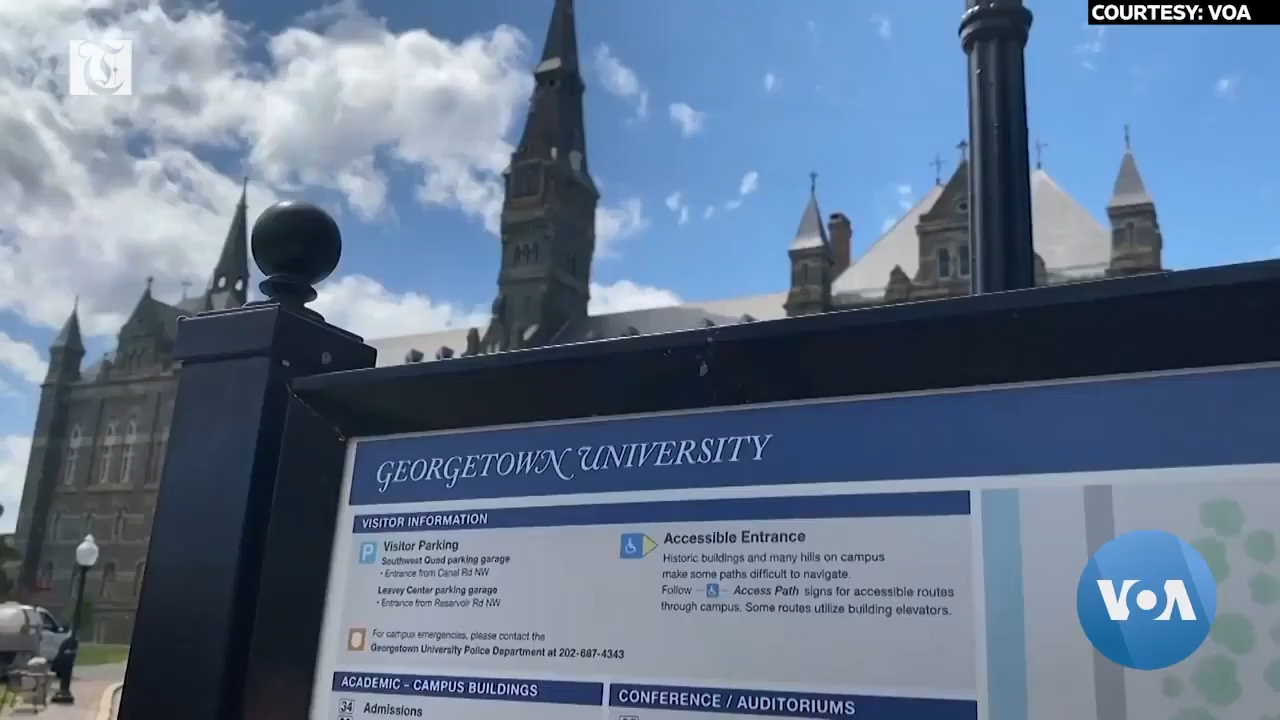 COURTESY: VOA
T
GEORGETOWN UNIVERSITY
VISITOR INFORMATION
P Visitor Parking
Southwest Quad parking garage
• Entrance from Canal Rd NW
Leavey Center parking garage
• Entrance from Reservoir Rd NW
For campus emergencies, please contact the
Georgetown University Police Department at 202-687-4343
Accessible Entrance
Historic buildings and many hills on campus
make some paths difficult to navigate.
Follow Access Path signs for accessible routes
through campus. Some routes utilize building elevators.
VOA
ACADEMIC – CAMPUS BUILDINGS
34 Admissions
CONFERENCE / AUDITORIUMS